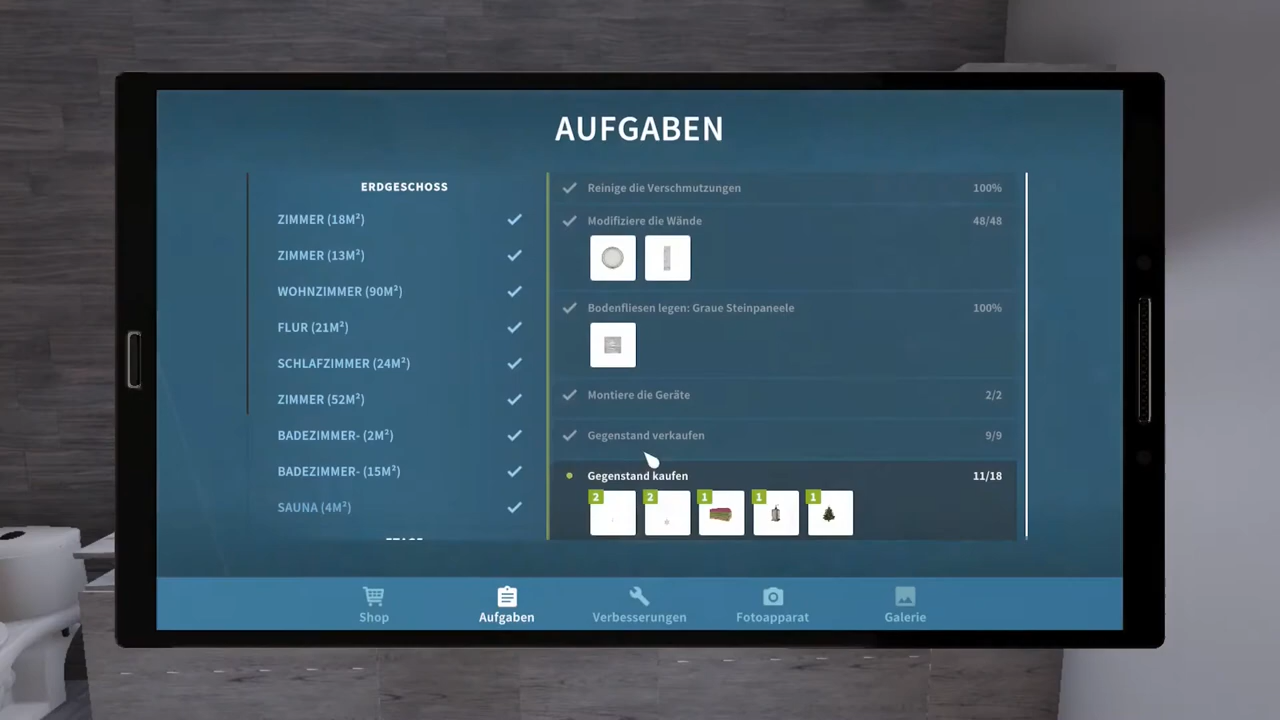 AUFGABEN
ERDGESCHOSS
ZIMMER (18M²)
ZIMMER (13M²)
WOHNZIMMER (90M²)
FLUR (21M²)
SCHLAFZIMMER (24M²)
ZIMMER (52M²)
BADEZIMMER- (2M²)
BADEZIMMER- (15M²)
SAUNA (4M²)
Reinige die Verschmutzungen 100%
Modifiziere die Wände 48/48
Bodenfliesen legen: Graue Steinpaneele 100%
Montiere die Geräte 2/2
Gegenstand verkaufen 9/9
Gegenstand kaufen 11/18
2 2 1 1 1
Shop Aufgaben Verbesserungen Fotoapparat Galerie